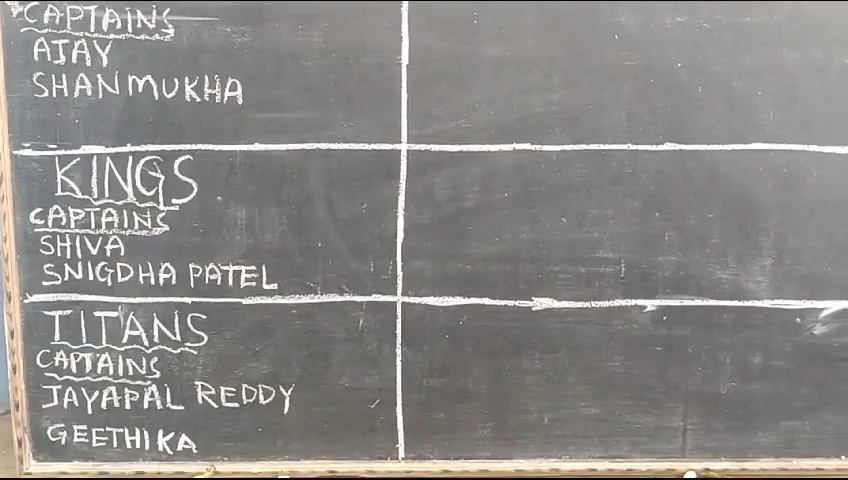 CAPTAINS
AJAY
SHANMUKHA
KINGS
CAPTAINS
SHIVA
SNIGDHA PATEL
TITANS
CAPTAINS
JAYAPAL REDDY
GEETHIKA